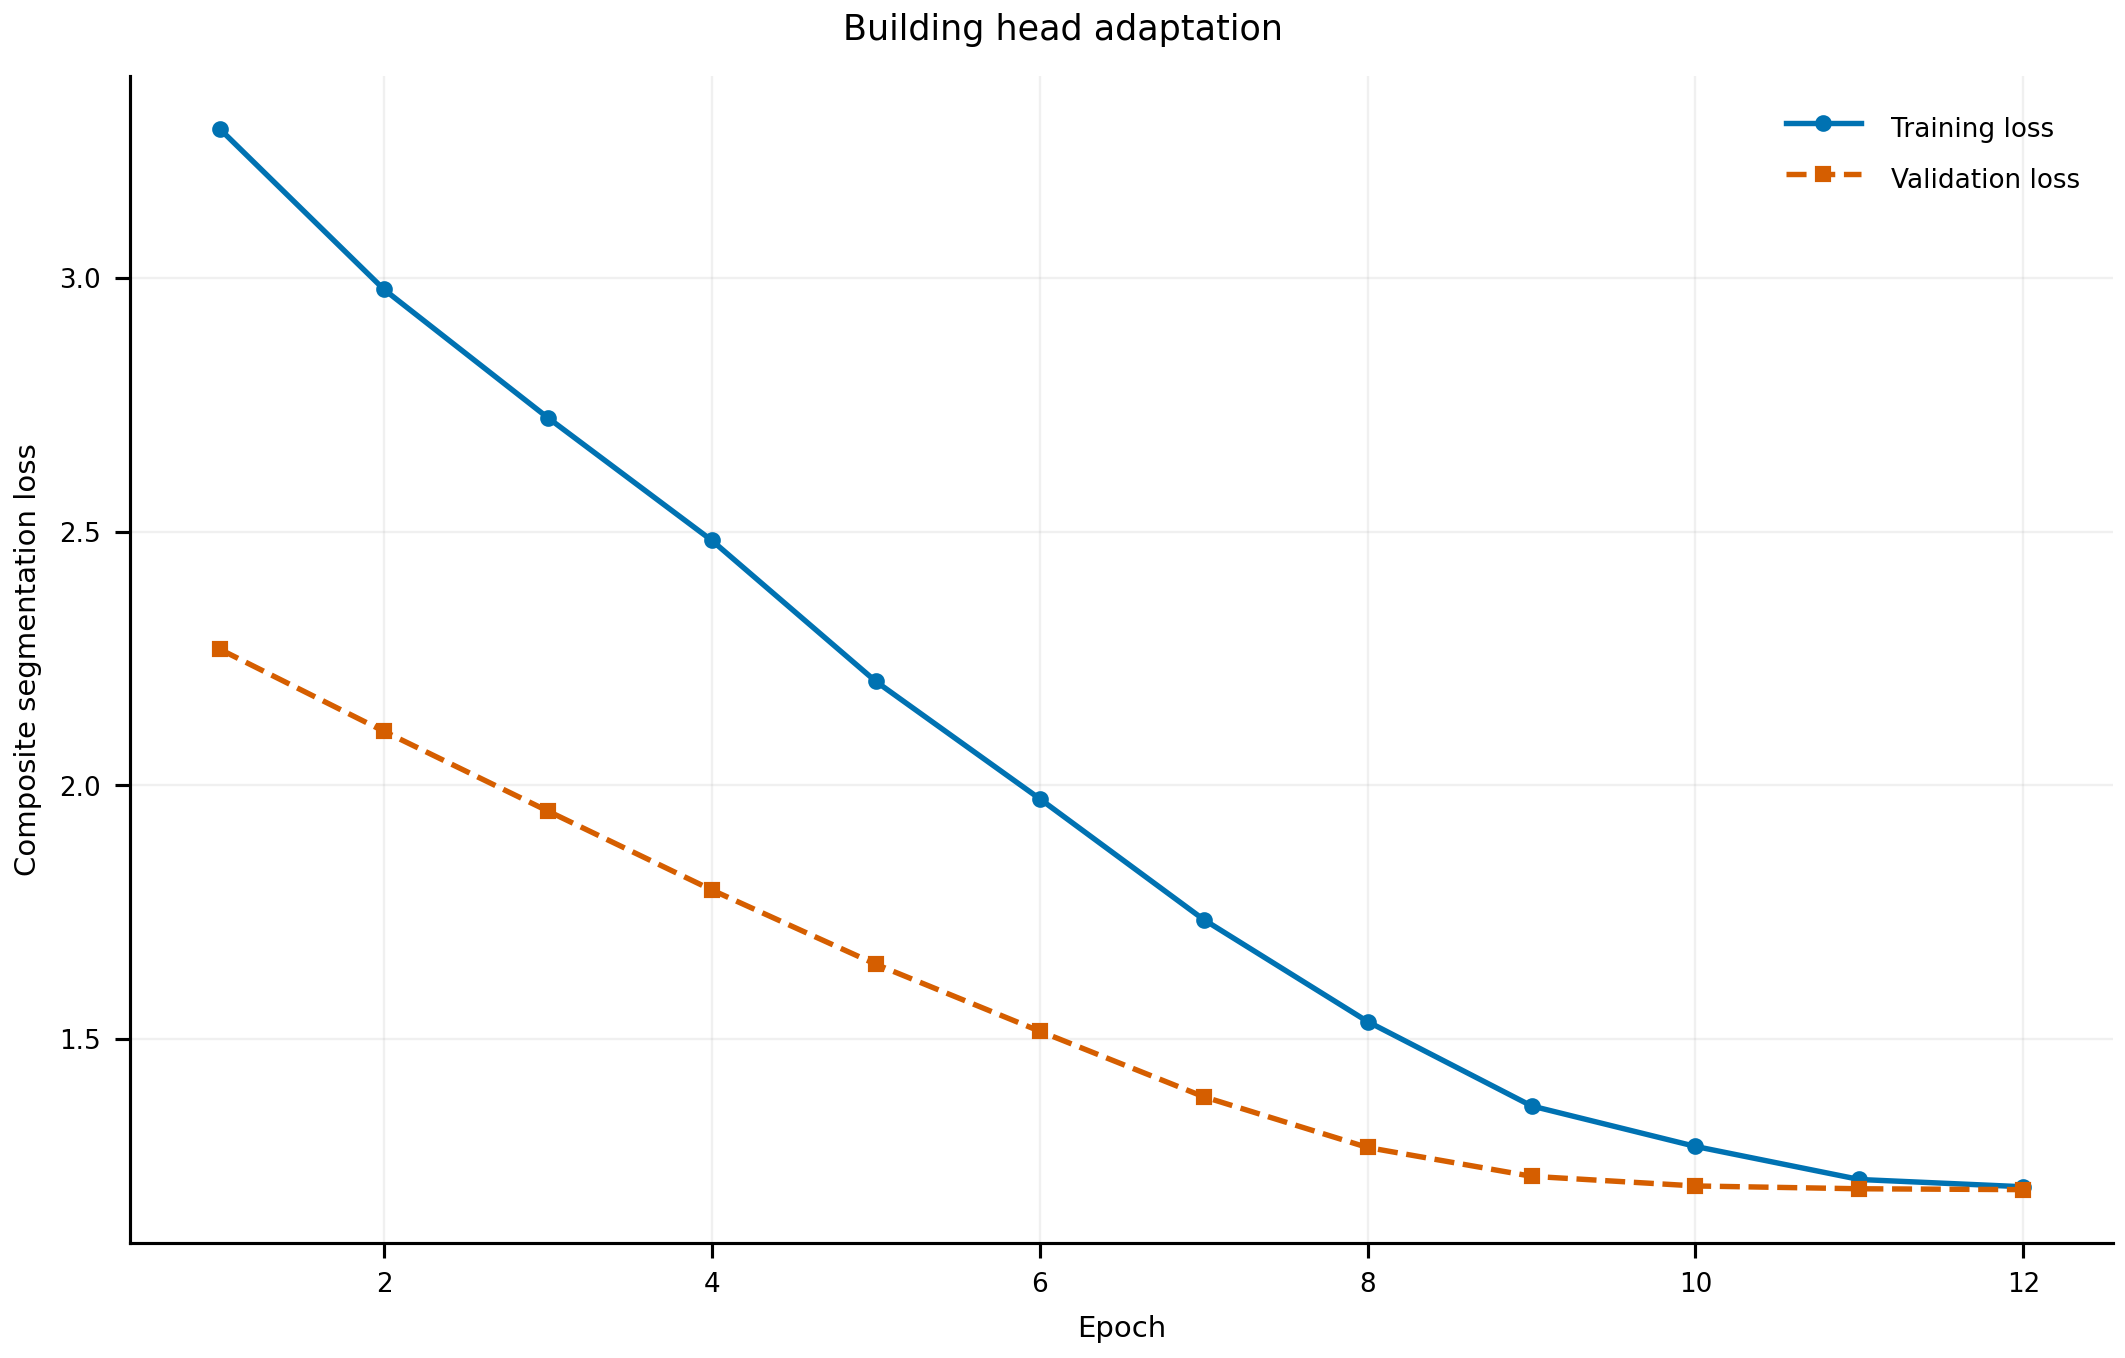 Building head adaptation
Training loss
Validation loss
Composite segmentation loss
3.0
2.5
2.0
1.5
2 4 6 8 10 12
Epoch